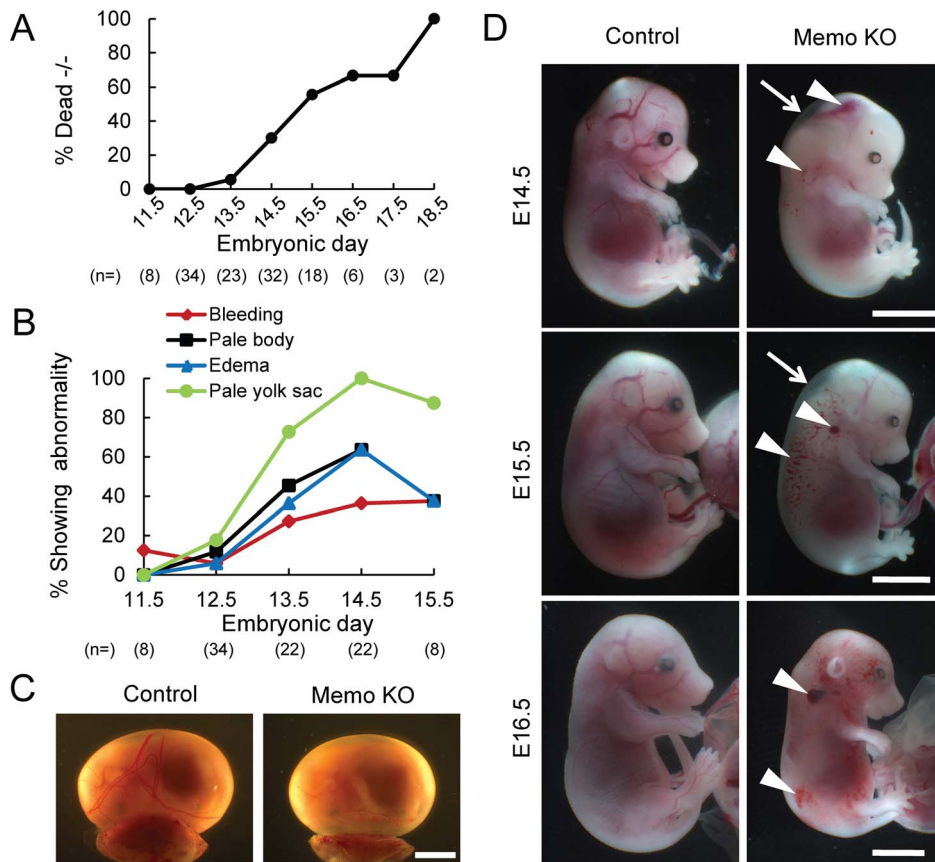 A
% Dead -/-
100
80
60
40
20
0
11.5 12.5 13.5 14.5 15.5 16.5 17.5 18.5
Embryonic day
(n=) (8) (34) (23) (32) (18) (6) (3) (2)
B
Bleeding
Pale body
Edema
Pale yolk sac
% Showing abnormality
100
80
60
40
20
0
11.5 12.5 13.5 14.5 15.5
Embryonic day
(n=) (8) (34) (22) (22) (8)
C
Control Memo KO
D
Control Memo KO
E14.5
E15.5
E16.5